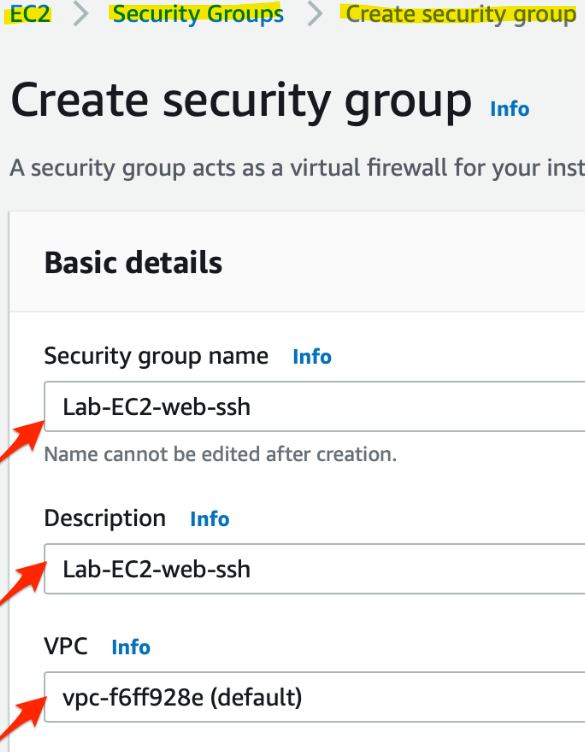 EC2 > Security Groups > Create security group
Create security group Info
A security group acts as a virtual firewall for your inst
Basic details
Security group name Info
Lab-EC2-web-ssh
Name cannot be edited after creation.
Description Info
Lab-EC2-web-ssh
VPC Info
vpc-f6ff928e (default)